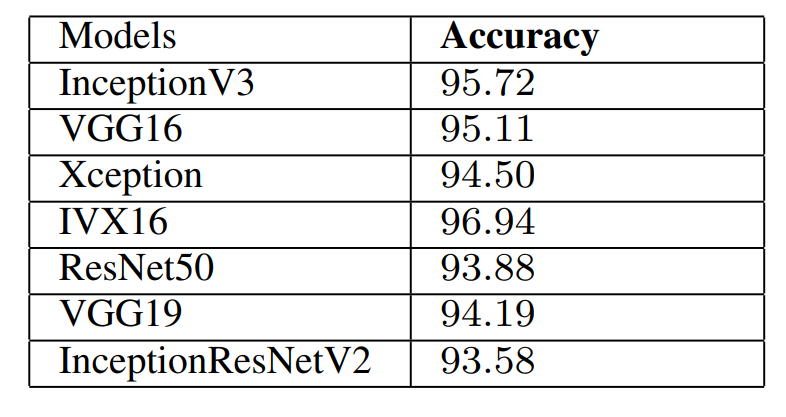 Models Accuracy
InceptionV3 95.72
VGG16 95.11
Xception 94.50
IVX16 96.94
ResNet50 93.88
VGG19 94.19
InceptionResNetV2 93.58